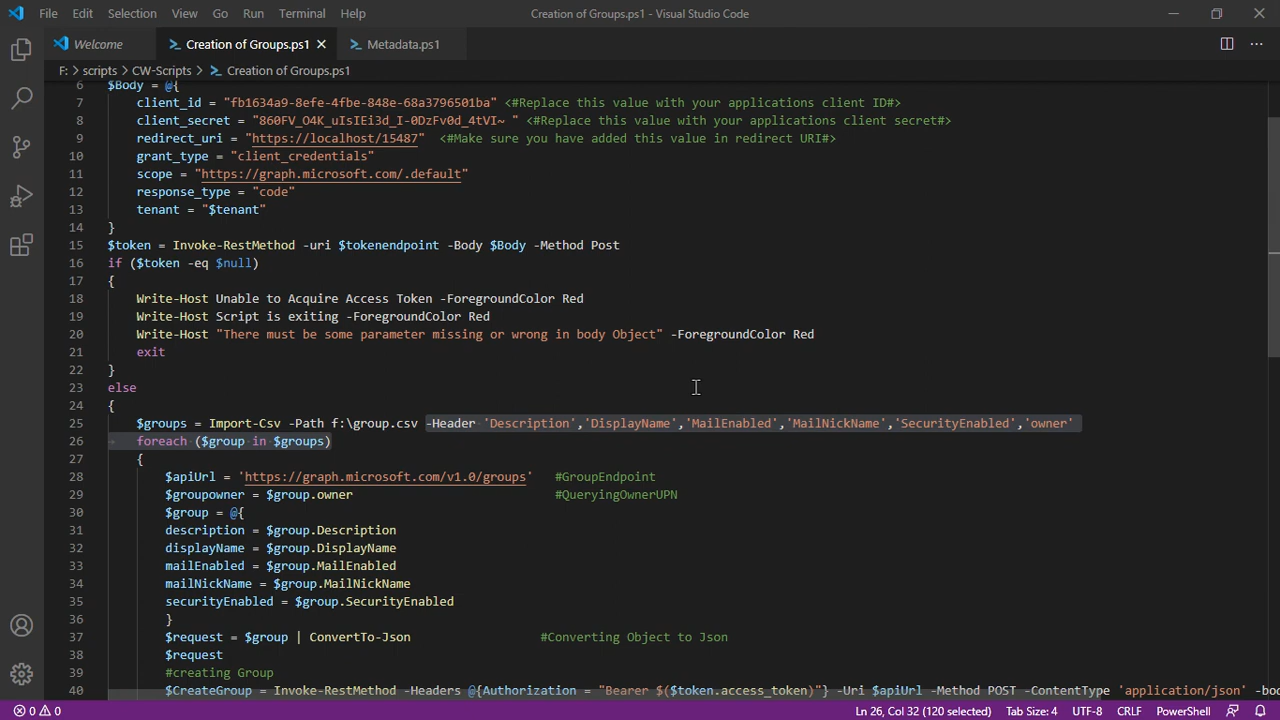 File Edit Selection View Go Run Terminal Help Creation of Groups.ps1 - Visual Studio Code
Welcome Creation of Groups.ps1 Metadata.ps1
F: > scripts > CW-Scripts > Creation of Groups.ps1
6 $Body = @{
7 client_id = "fb1634a9-8efe-4fbe-848e-68a3796501ba" <#Replace this value with your applications client ID#>
8 client_secret = "860FV_O4K_uIsIEi3d_I-0DzFv0d_4tVI~ " <#Replace this value with your applications client secret#>
9 redirect_uri = "https://localhost/15487" <#Make sure you have added this value in redirect URI#>
10 grant_type = "client_credentials"
11 scope = "https://graph.microsoft.com/.default"
12 response_type = "code"
13 tenant = "$tenant"
14 }
15 $token = Invoke-RestMethod -uri $tokenendpoint -Body $Body -Method Post
16 if ($token -eq $null)
17 {
18 Write-Host Unable to Acquire Access Token -ForegroundColor Red
19 Write-Host Script is exiting -ForegroundColor Red
20 Write-Host "There must be some parameter missing or wrong in body Object" -ForegroundColor Red
21 exit
22 }
23 else
24 {
25 $groups = Import-Csv -Path f:\group.csv -Header 'Description','DisplayName','MailEnabled','MailNickName','SecurityEnabled','owner'
26 foreach ($group in $groups)
27 {
28 $apiUrl = 'https://graph.microsoft.com/v1.0/groups' #GroupEndpoint
29 $groupowner = $group.owner #QueryingOwnerUPN
30 $group = @{
31 description = $group.Description
32 displayName = $group.DisplayName
33 mailEnabled = $group.MailEnabled
34 mailNickName = $group.MailNickName
35 securityEnabled = $group.SecurityEnabled
36 }
37 $request = $group | ConvertTo-Json #Converting Object to Json
38 $request
39 #creating Group
40 $CreateGroup = Invoke-RestMethod -Headers @{Authorization = "Bearer $($token.access_token)"} -Uri $apiUrl -Method POST -ContentType 'application/json' -bo
0 0 Ln 26, Col 32 (120 selected) Tab Size: 4 UTF-8 CRLF PowerShell